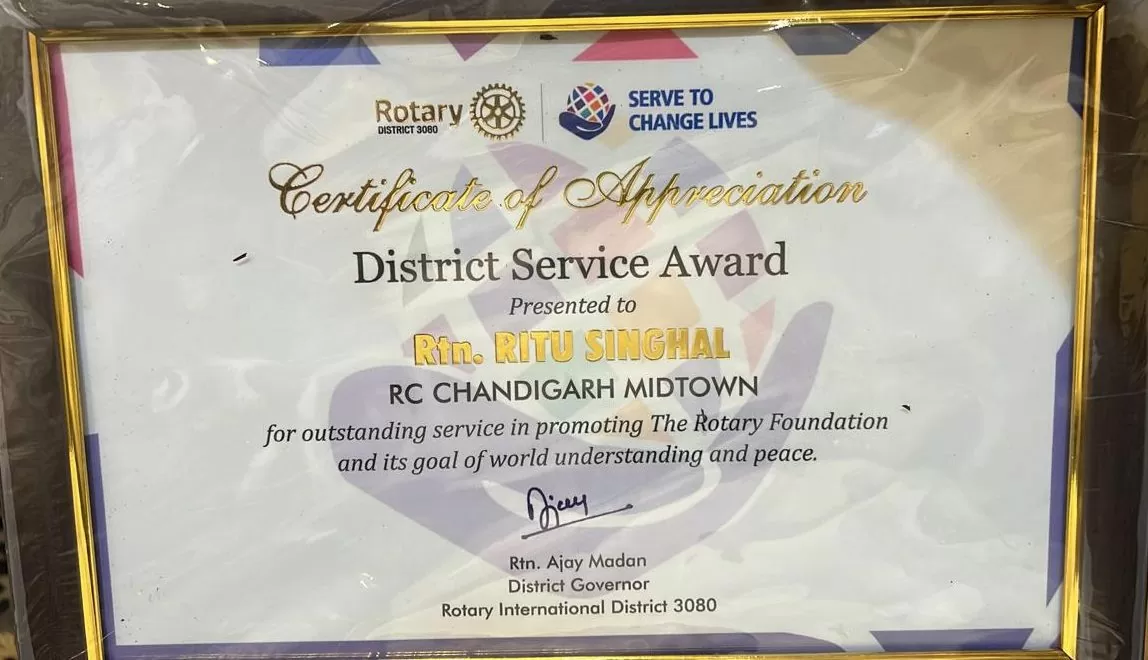 Rotary
DISTRICT 3080
SERVE TO
CHANGE LIVES
Certificate of Appreciation
District Service Award
Presented to
Rtn. RITU SINGHAL
RC CHANDIGARH MIDTOWN
for outstanding service in promoting The Rotary Foundation
and its goal of world understanding and peace.
Ajay
Rtn. Ajay Madan
District Governor
Rotary International District 3080